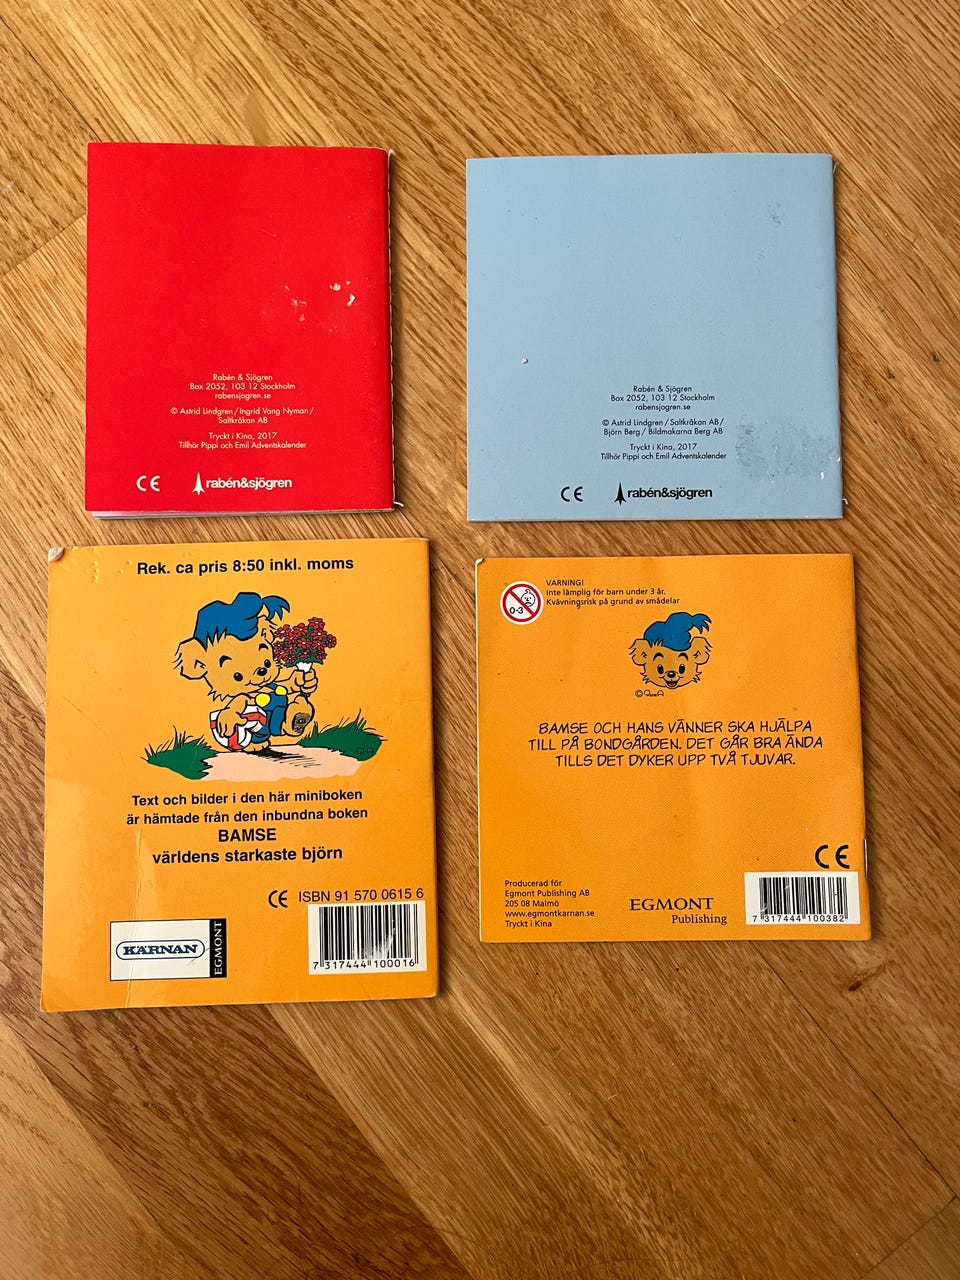 Rabén & Sjögren
Box 2052, 103 12 Stockholm
rabensjogren.se
© Astrid Lindgren / Ingrid Vang Nyman /
Saltkråkan AB
Tryckt i Kina, 2017
Tillhör Pippi och Emil Adventskalender
CE
rabén&sjögren
Rabén & Sjögren
Box 2052, 103 12 Stockholm
rabensjogren.se
© Astrid Lindgren / Saltkråkan AB /
Björn Berg / Bildmakarna Berg AB
Tryckt i Kina, 2017
Tillhör Pippi och Emil Adventskalender
CE
rabén&sjögren
Rek. ca pris 8:50 inkl. moms
Text och bilder i den här miniboken
är hämtade från den inbundna boken
BAMSE
världens starkaste björn
CE ISBN 91 570 0615 6
KÄRNAN
EGMONT
7 317444 100016
VARNING!
Inte lämplig för barn under 3 år.
Kvävningsrisk på grund av smådelar
0-3
©
BAMSE OCH HANS VÄNNER SKA HJÄLPA
TILL PÅ BONDGÅRDEN. DET GÅR BRA ÄNDA
TILLS DET DYKER UPP TVÅ TJUVAR.
CE
Producerad för
Egmont Publishing AB
205 08 Malmö
www.egmontkarnan.se
Tryckt i Kina
EGMONT
Publishing
7 317444 100382